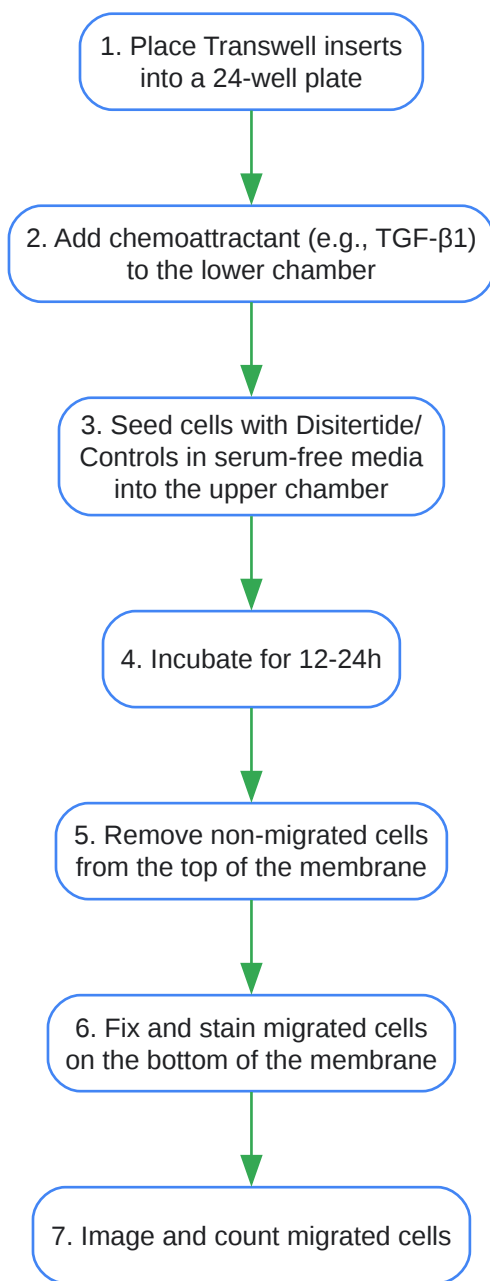 1. Place Transwell inserts
into a 24-well plate
2. Add chemoattractant (e.g., TGF-β1)
to the lower chamber
3. Seed cells with Disitertide/
Controls in serum-free media
into the upper chamber
4. Incubate for 12-24h
5. Remove non-migrated cells
from the top of the membrane
6. Fix and stain migrated cells
on the bottom of the membrane
7. Image and count migrated cells